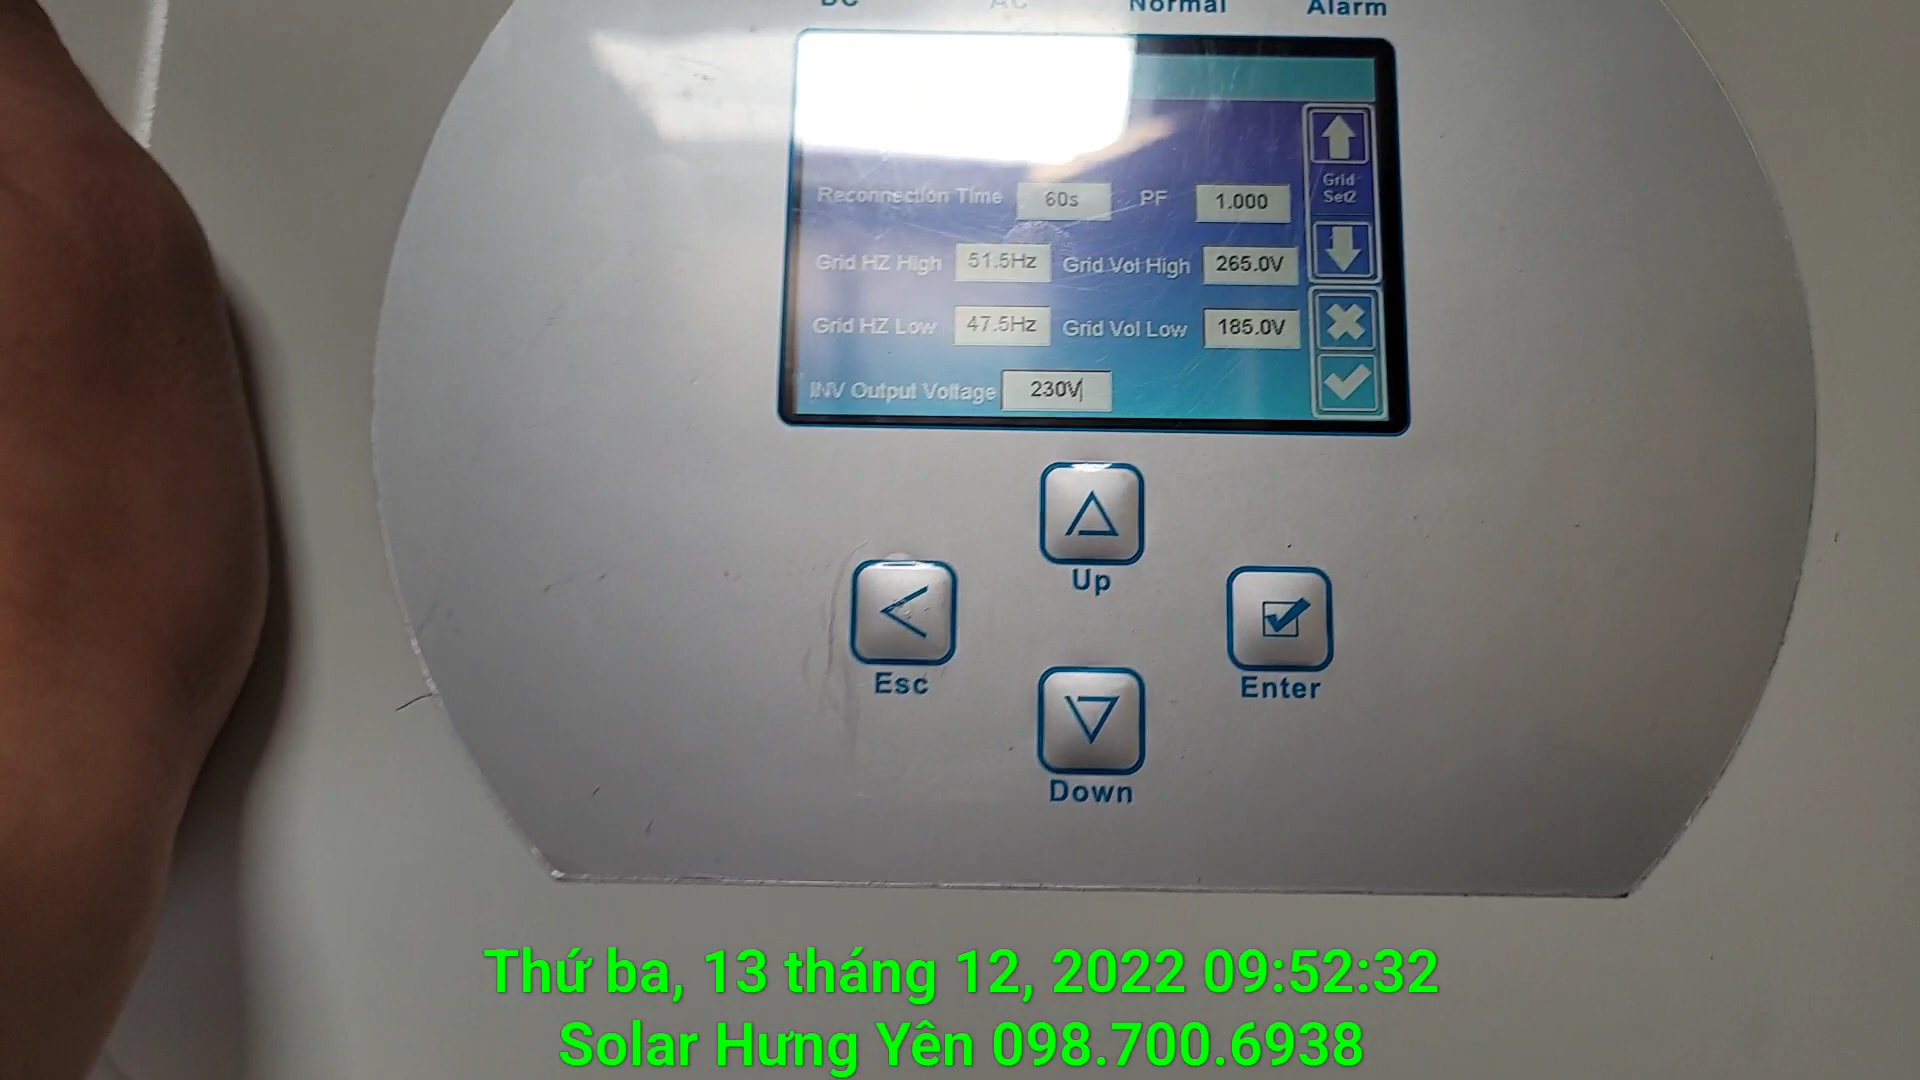 DC AC Normal Alarm
Reconnection Time 60s PF 1.000
Grid Set2
Grid HZ High 51.5Hz Grid Vol High 265.0V
Grid HZ Low 47.5Hz Grid Vol Low 185.0V
INV Output Voltage 230V
Up
Esc
Enter
Down
Thứ ba, 13 tháng 12, 2022 09:52:32
Solar Hưng Yên 098.700.6938